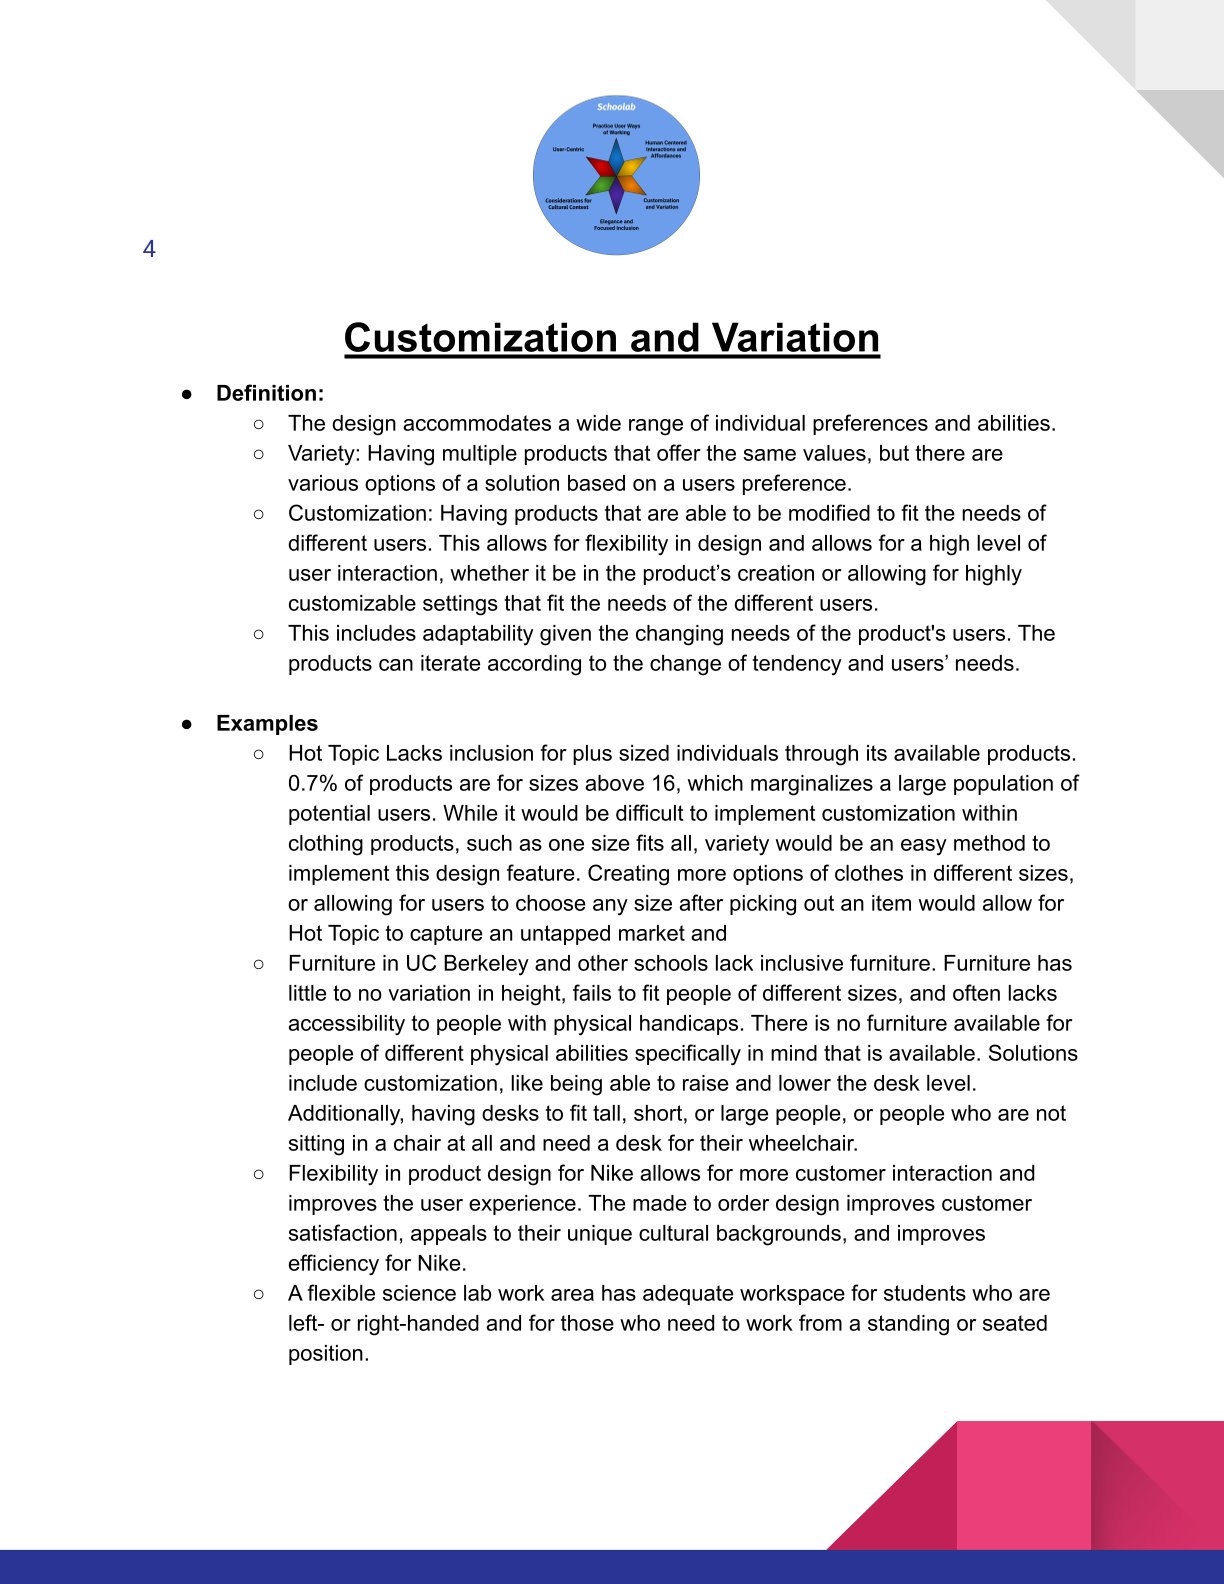 Schoolab
Practice User Ways
of Working
User-Centric
Human Centered
Interactions and
Affordances
Considerations for
Cultural Context
Customization
and Variation
Elegance and
Focused Inclusion
4
Customization and Variation
● Definition:
○ The design accommodates a wide range of individual preferences and abilities.
○ Variety: Having multiple products that offer the same values, but there are
various options of a solution based on a users preference.
○ Customization: Having products that are able to be modified to fit the needs of
different users. This allows for flexibility in design and allows for a high level of
user interaction, whether it be in the product’s creation or allowing for highly
customizable settings that fit the needs of the different users.
○ This includes adaptability given the changing needs of the product's users. The
products can iterate according to the change of tendency and users’ needs.
● Examples
○ Hot Topic Lacks inclusion for plus sized individuals through its available products.
0.7% of products are for sizes above 16, which marginalizes a large population of
potential users. While it would be difficult to implement customization within
clothing products, such as one size fits all, variety would be an easy method to
implement this design feature. Creating more options of clothes in different sizes,
or allowing for users to choose any size after picking out an item would allow for
Hot Topic to capture an untapped market and
○ Furniture in UC Berkeley and other schools lack inclusive furniture. Furniture has
little to no variation in height, fails to fit people of different sizes, and often lacks
accessibility to people with physical handicaps. There is no furniture available for
people of different physical abilities specifically in mind that is available. Solutions
include customization, like being able to raise and lower the desk level.
Additionally, having desks to fit tall, short, or large people, or people who are not
sitting in a chair at all and need a desk for their wheelchair.
○ Flexibility in product design for Nike allows for more customer interaction and
improves the user experience. The made to order design improves customer
satisfaction, appeals to their unique cultural backgrounds, and improves
efficiency for Nike.
○ A flexible science lab work area has adequate workspace for students who are
left- or right-handed and for those who need to work from a standing or seated
position.